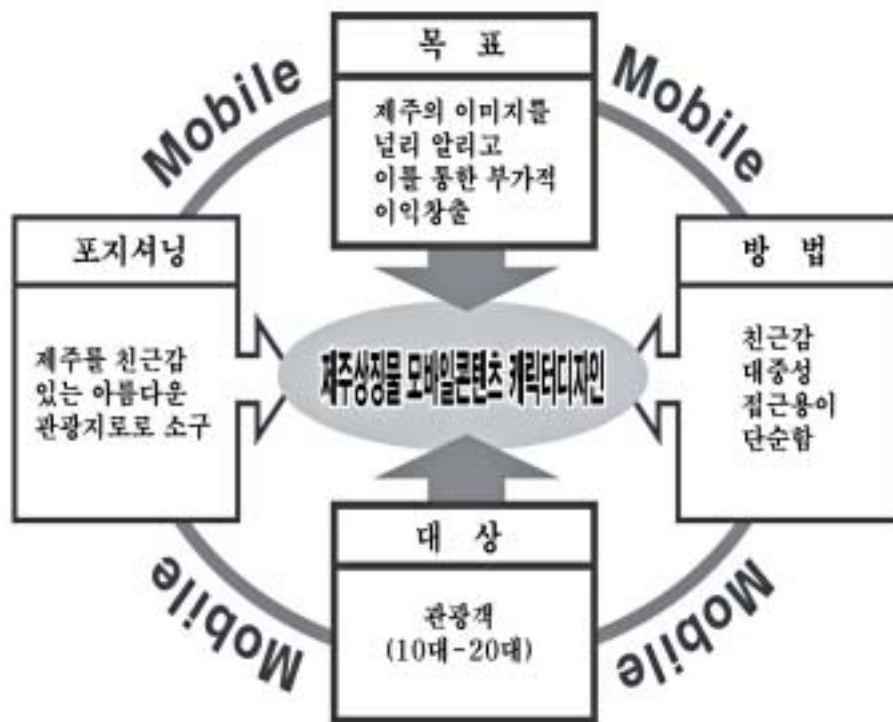 목 표
제주의 이미지를
널리 알리고
이를 통한 부가적
이익창출
Mobile
Mobile
포지셔닝
제주를 친근감
있는 아름다운
관광지로로 소구
방 법
친근감
대중성
접근용이
단순함
제주상징물 모바일콘텐츠 캐릭터디자인
대 상
관광객
(10대-20대)
Mobile
Mobile